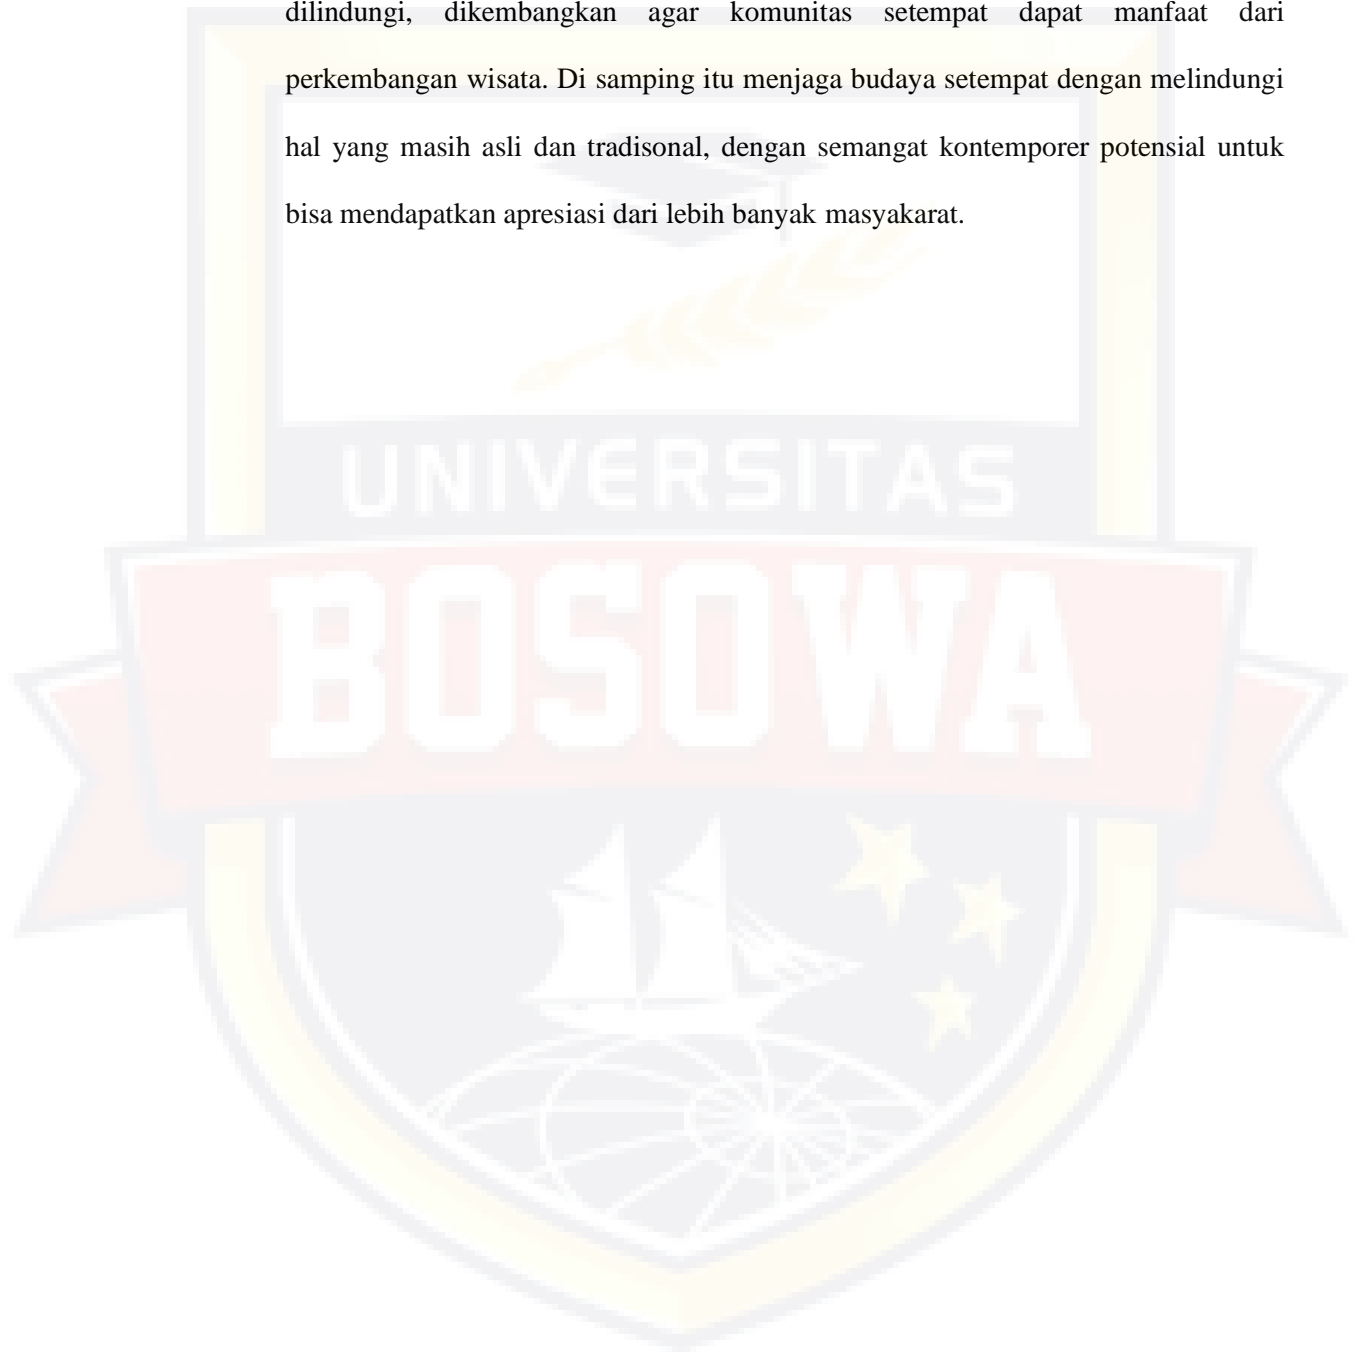 dilindungi, dikembangkan agar komunitas setempat dapat manfaat dari
perkembangan wisata. Di samping itu menjaga budaya setempat dengan melindungi
hal yang masih asli dan tradisonal, dengan semangat kontemporer potensial untuk
bisa mendapatkan apresiasi dari lebih banyak masyakarat.
UNIVERSITAS
BOSOWA